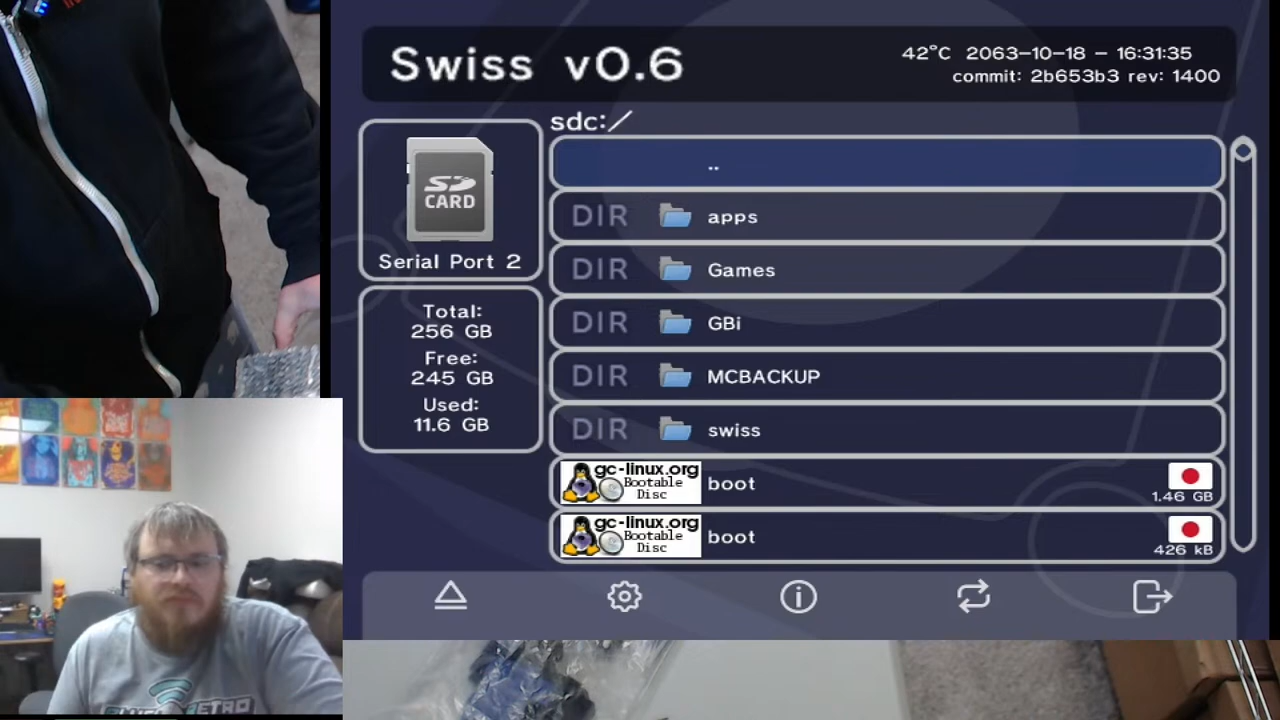 Swiss v0.6
42°C 2063-10-18 - 16:31:35
commit: 2b653b3 rev: 1400
sdc:/
SD
CARD
Serial Port 2
Total:
256 GB
Free:
245 GB
Used:
11.6 GB
..
DIR apps
DIR Games
DIR GBi
DIR MCBACKUP
DIR swiss
gc-linux.org
Bootable
Disc
boot
1.46 GB
gc-linux.org
Bootable
Disc
boot
426 kB